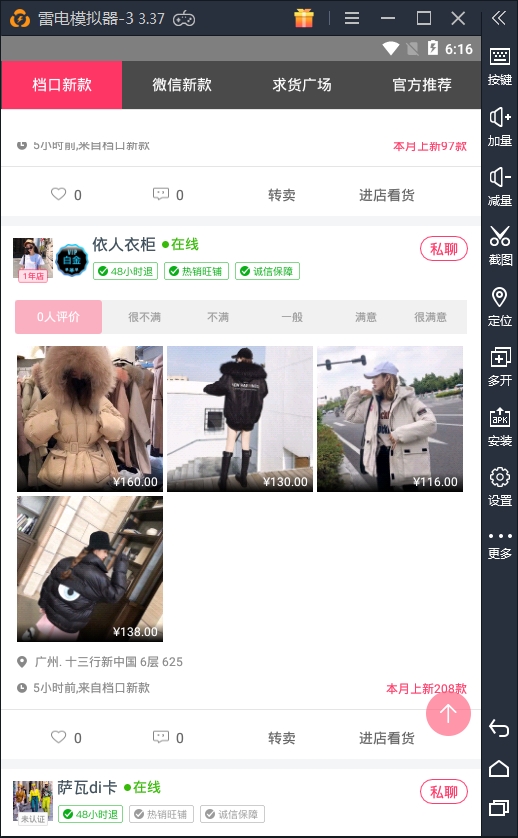 雷电模拟器-3 3.37
6:16
档口新款 微信新款 求货广场 官方推荐
5小时前,来自档口新款 本月上新97款
0 0 转卖 进店看货
依人衣柜 在线 私聊
1年店 VIP 白金 48小时退 热销旺铺 诚信保障
0人评价 很不满 不满 一般 满意 很满意
¥160.00 ¥130.00 ¥116.00
¥138.00
广州. 十三行新中国 6层 625
5小时前,来自档口新款 本月上新208款
0 0 转卖 进店看货
萨瓦di卡 在线 私聊
未认证 48小时退 热销旺铺 诚信保障
按键
加量
减量
截图
定位
多开
APK
安装
设置
更多